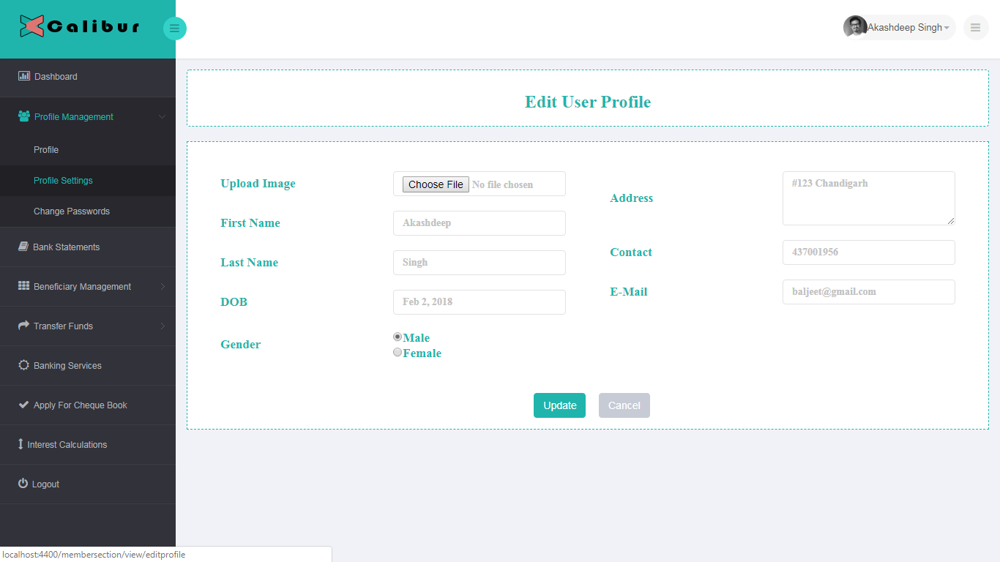 Calibur
Akashdeep Singh
Dashboard
Profile Management
Profile
Profile Settings
Change Passwords
Bank Statements
Beneficiary Management
Transfer Funds
Banking Services
Apply For Cheque Book
Interest Calculations
Logout
Edit User Profile
Upload Image
Choose File No file chosen
First Name
Akashdeep
Last Name
Singh
DOB
Feb 2, 2018
Gender
Male
Female
Address
#123 Chandigarh
Contact
437001956
E-Mail
baljeet@gmail.com
Update
Cancel
localhost:4400/membersection/view/editprofile